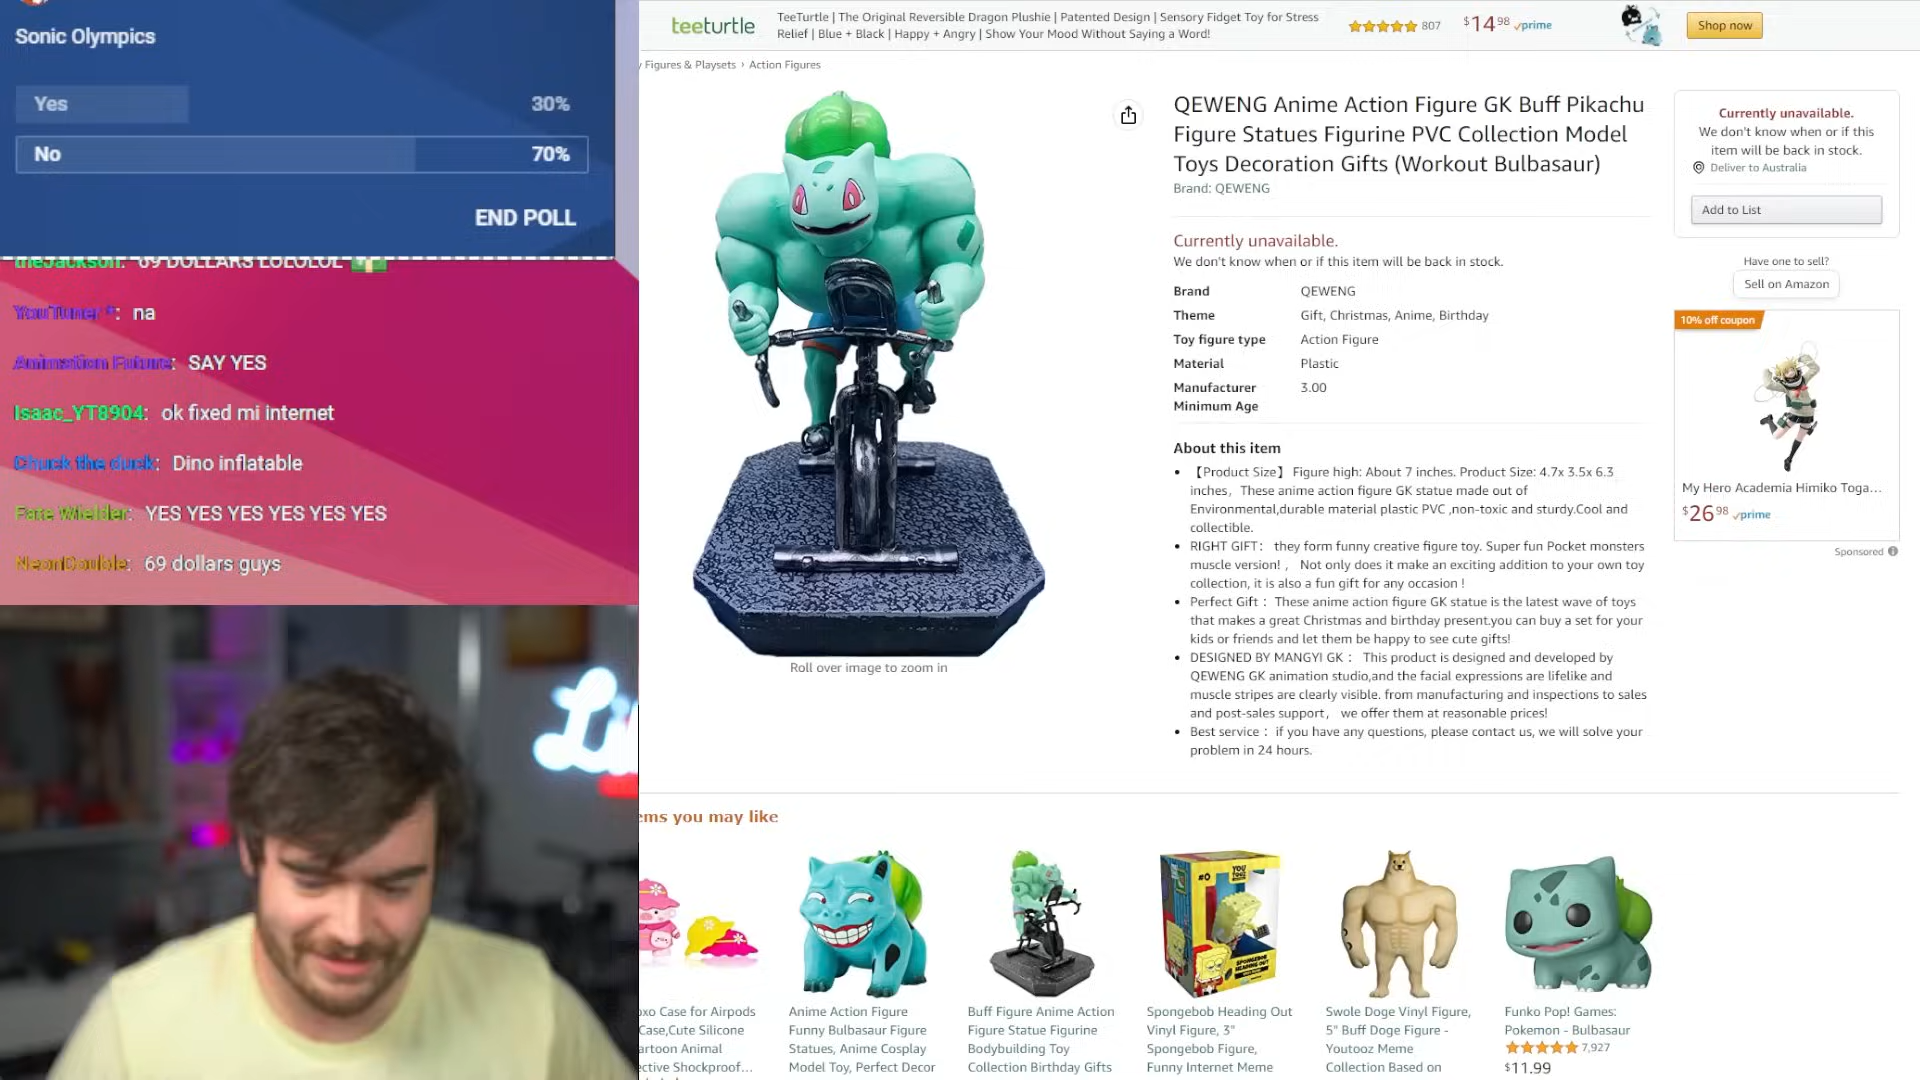 Sonic Olympics
Yes 30%
No 70%
END POLL
theJackson: 69 DOLLARS LOLOLOL
YouTuner *: na
Animation Future: SAY YES
Isaac_YT8904: ok fixed mi internet
Chuck the duck: Dino inflatable
Fate Wielder: YES YES YES YES YES YES
NeonDouble: 69 dollars guys
teeturtle
TeeTurtle | The Original Reversible Dragon Plushie | Patented Design | Sensory Fidget Toy for Stress
Relief | Blue + Black | Happy + Angry | Show Your Mood Without Saying a Word!
807
$14.98 prime
Shop now
y Figures & Playsets › Action Figures
Roll over image to zoom in
QEWENG Anime Action Figure GK Buff Pikachu
Figure Statues Figurine PVC Collection Model
Toys Decoration Gifts (Workout Bulbasaur)
Brand: QEWENG
Currently unavailable.
We don't know when or if this item will be back in stock.
Brand QEWENG
Theme Gift, Christmas, Anime, Birthday
Toy figure type Action Figure
Material Plastic
Manufacturer 3.00
Minimum Age
About this item
• 【Product Size】 Figure high: About 7 inches. Product Size: 4.7x 3.5x 6.3
inches，These anime action figure GK statue made out of
Environmental,durable material plastic PVC ,non-toxic and sturdy.Cool and
collectible.
• RIGHT GIFT： they form funny creative figure toy. Super fun Pocket monsters
muscle version! ， Not only does it make an exciting addition to your own toy
collection, it is also a fun gift for any occasion !
• Perfect Gift： These anime action figure GK statue is the latest wave of toys
that makes a great Christmas and birthday present.you can buy a set for your
kids or friends and let them be happy to see cute gifts!
• DESIGNED BY MANGYI GK： This product is designed and developed by
QEWENG GK animation studio,and the facial expressions are lifelike and
muscle stripes are clearly visible. from manufacturing and inspections to sales
and post-sales support， we offer them at reasonable prices!
• Best service：if you have any questions, please contact us, we will solve your
problem in 24 hours.
Currently unavailable.
We don't know when or if this
item will be back in stock.
Deliver to Australia
Add to List
Have one to sell?
Sell on Amazon
10% off coupon
My Hero Academia Himiko Toga...
$26.98 prime
Sponsored
ems you may like
oxo Case for Airpods
Case,Cute Silicone
artoon Animal
ective Shockproof...
Anime Action Figure
Funny Bulbasaur Figure
Statues, Anime Cosplay
Model Toy, Perfect Decor
Buff Figure Anime Action
Figure Statue Figurine
Bodybuilding Toy
Collection Birthday Gifts
#0
YOU
TOOZ
SPONGEBOB
HEADING OUT
Spongebob Heading Out
Vinyl Figure, 3"
Spongebob Figure,
Funny Internet Meme
Swole Doge Vinyl Figure,
5" Buff Doge Figure -
Youtooz Meme
Collection Based on
Funko Pop! Games:
Pokemon - Bulbasaur
7,927
$11.99